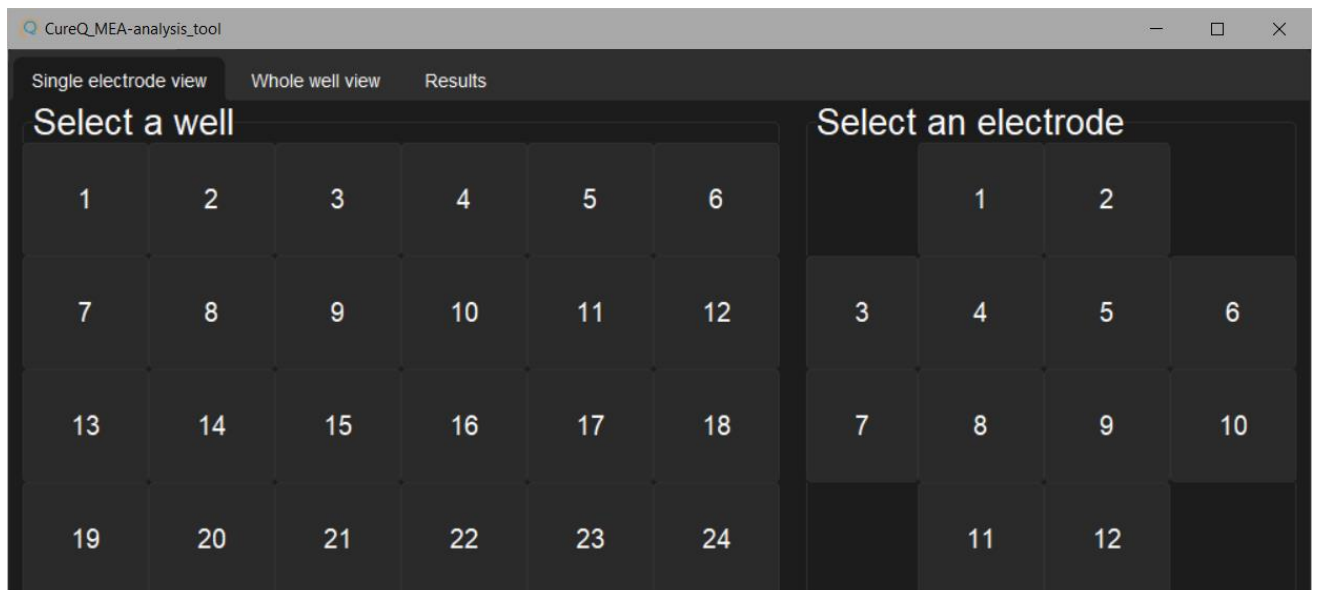 CureQ_MEA-analysis_tool
Single electrode view Whole well view Results
Select a well
1 2 3 4 5 6
7 8 9 10 11 12
13 14 15 16 17 18
19 20 21 22 23 24
Select an electrode
1 2
3 4 5 6
7 8 9 10
11 12